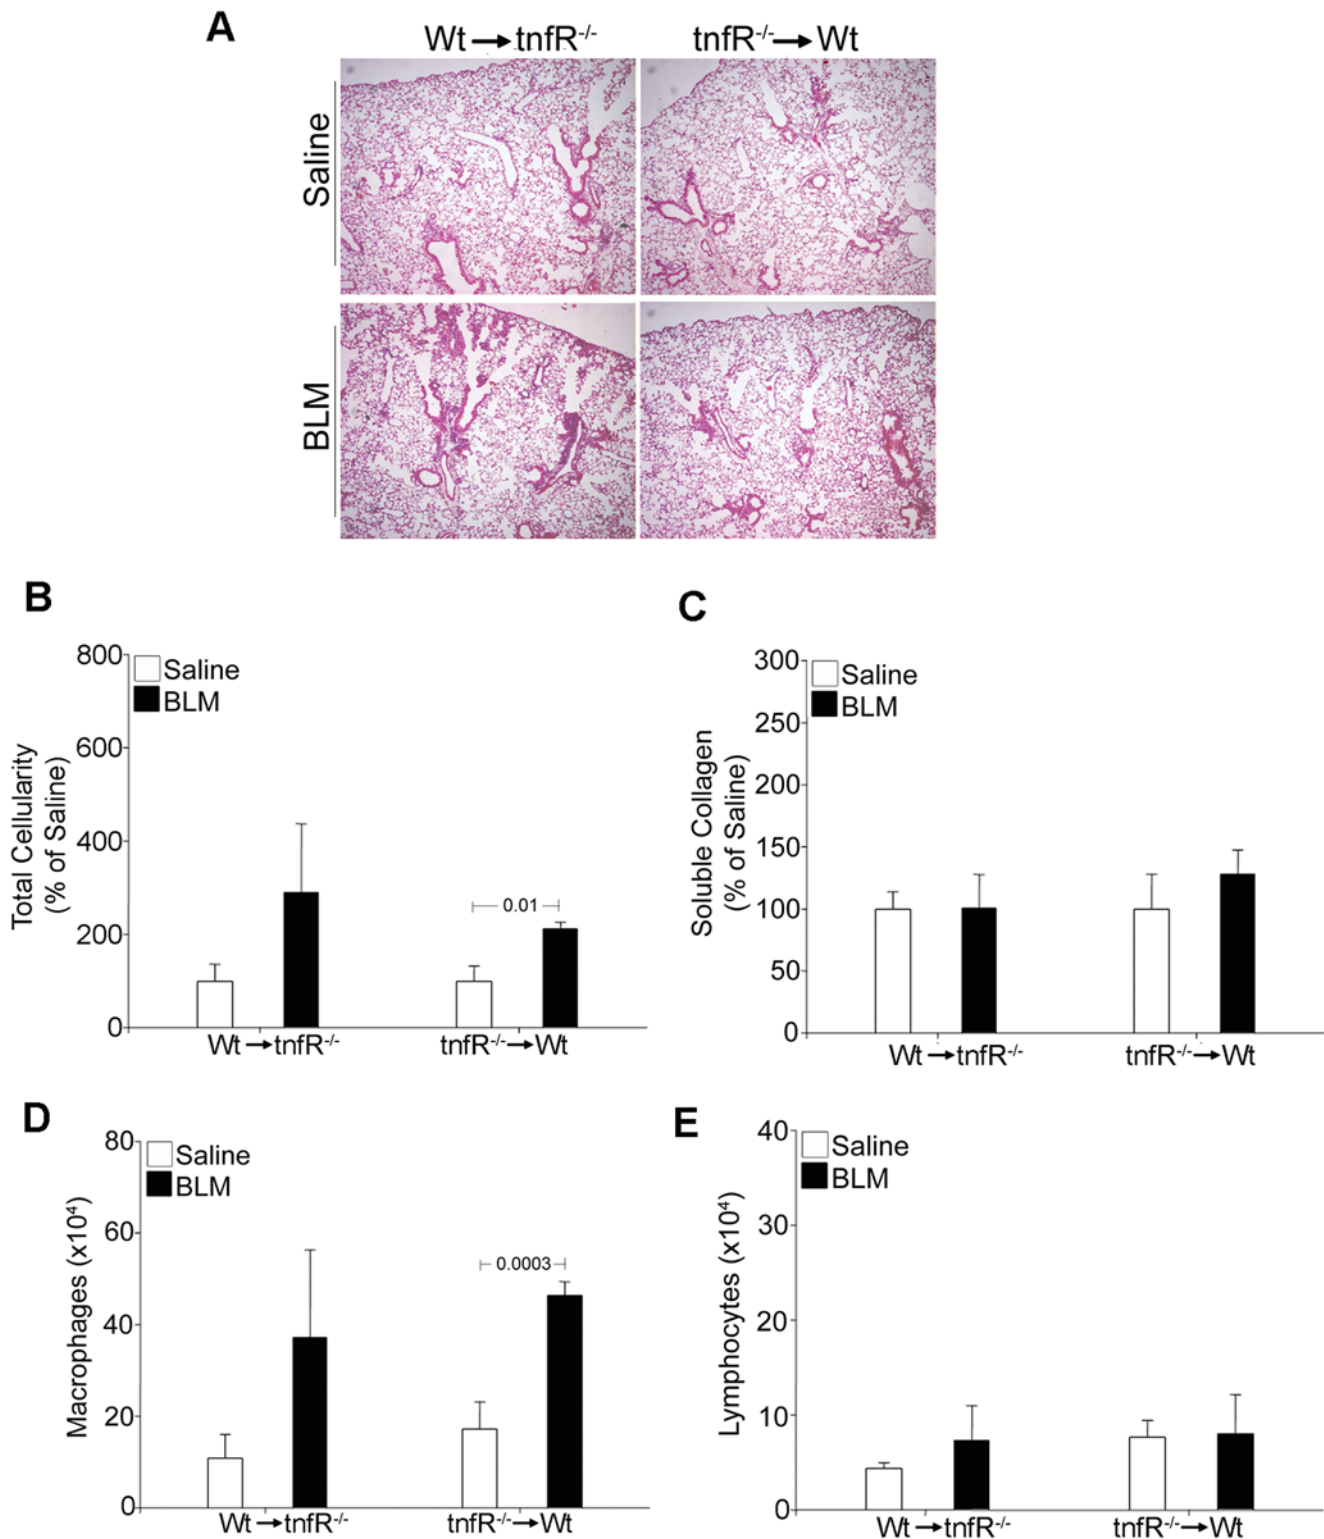 A
Wt→tnfR⁻/⁻ tnfR⁻/⁻→Wt
Saline
BLM
B
800
600
400
200
0
Total Cellularity
(% of Saline)
Saline
BLM
0.01
Wt→tnfR⁻/⁻ tnfR⁻/⁻→Wt
C
300
250
200
150
100
50
0
Soluble Collagen
(% of Saline)
Saline
BLM
Wt→tnfR⁻/⁻ tnfR⁻/⁻→Wt
D
80
60
40
20
0
Macrophages (x10⁴)
Saline
BLM
0.0003
Wt→tnfR⁻/⁻ tnfR⁻/⁻→Wt
E
40
30
20
10
0
Lymphocytes (x10⁴)
Saline
BLM
Wt→tnfR⁻/⁻ tnfR⁻/⁻→Wt